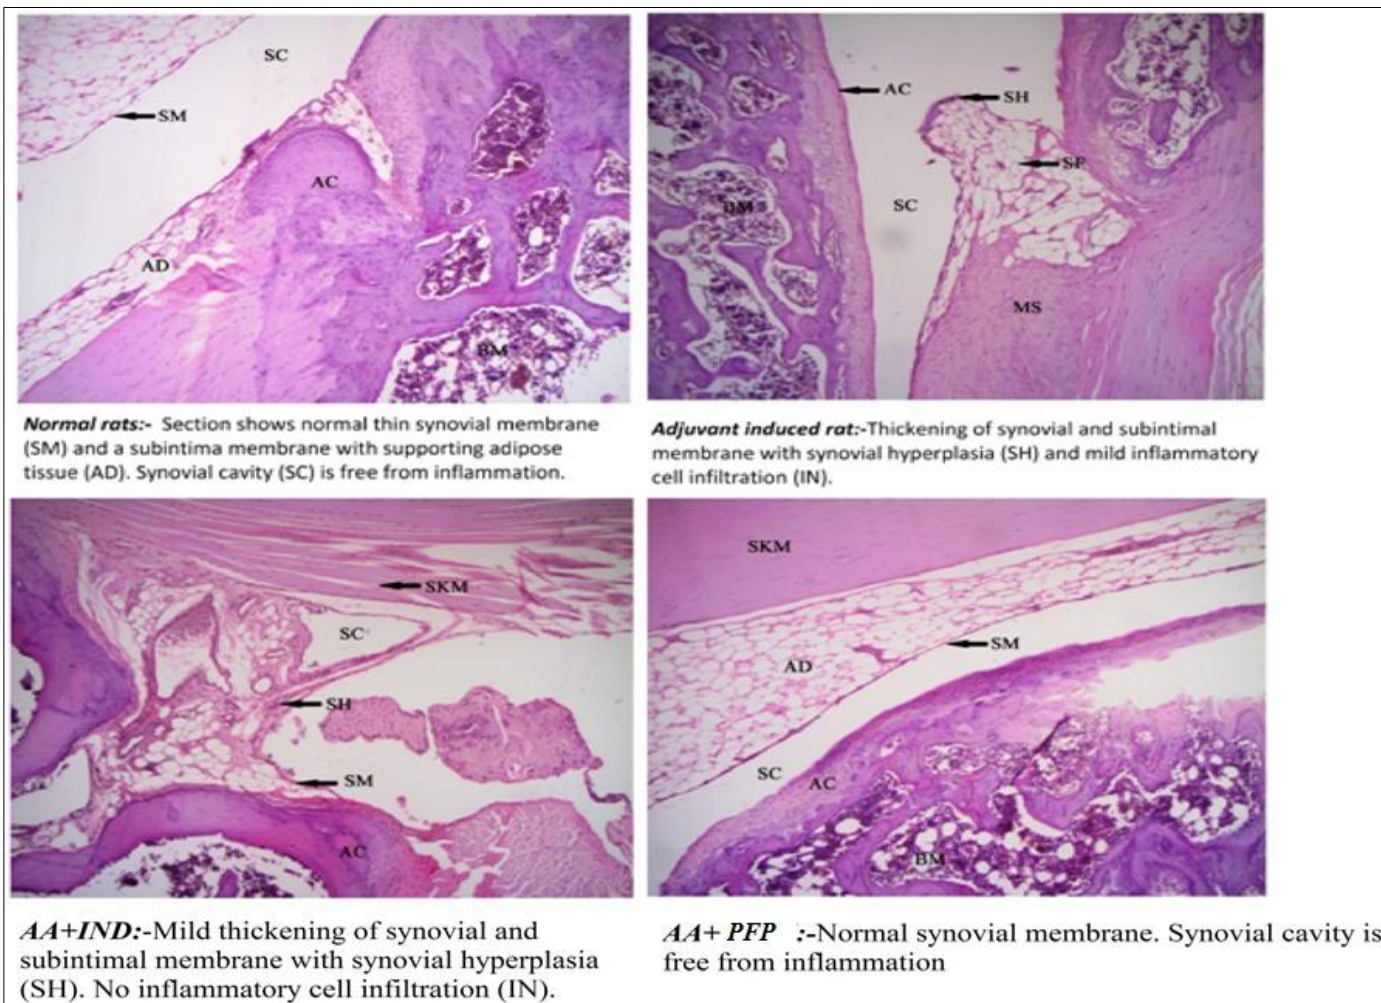 SC
SM
AC
AD
BM
AC
SH
SF
BM
SC
MS
Normal rats:- Section shows normal thin synovial membrane
(SM) and a subintima membrane with supporting adipose
tissue (AD). Synovial cavity (SC) is free from inflammation.
Adjuvant induced rat:-Thickening of synovial and subintimal
membrane with synovial hyperplasia (SH) and mild inflammatory
cell infiltration (IN).
SKM
SC
SH
SM
AC
SKM
SM
AD
SC
AC
BM
AA+IND:-Mild thickening of synovial and
subintimal membrane with synovial hyperplasia
(SH). No inflammatory cell infiltration (IN).
AA+ PFP :-Normal synovial membrane. Synovial cavity is
free from inflammation